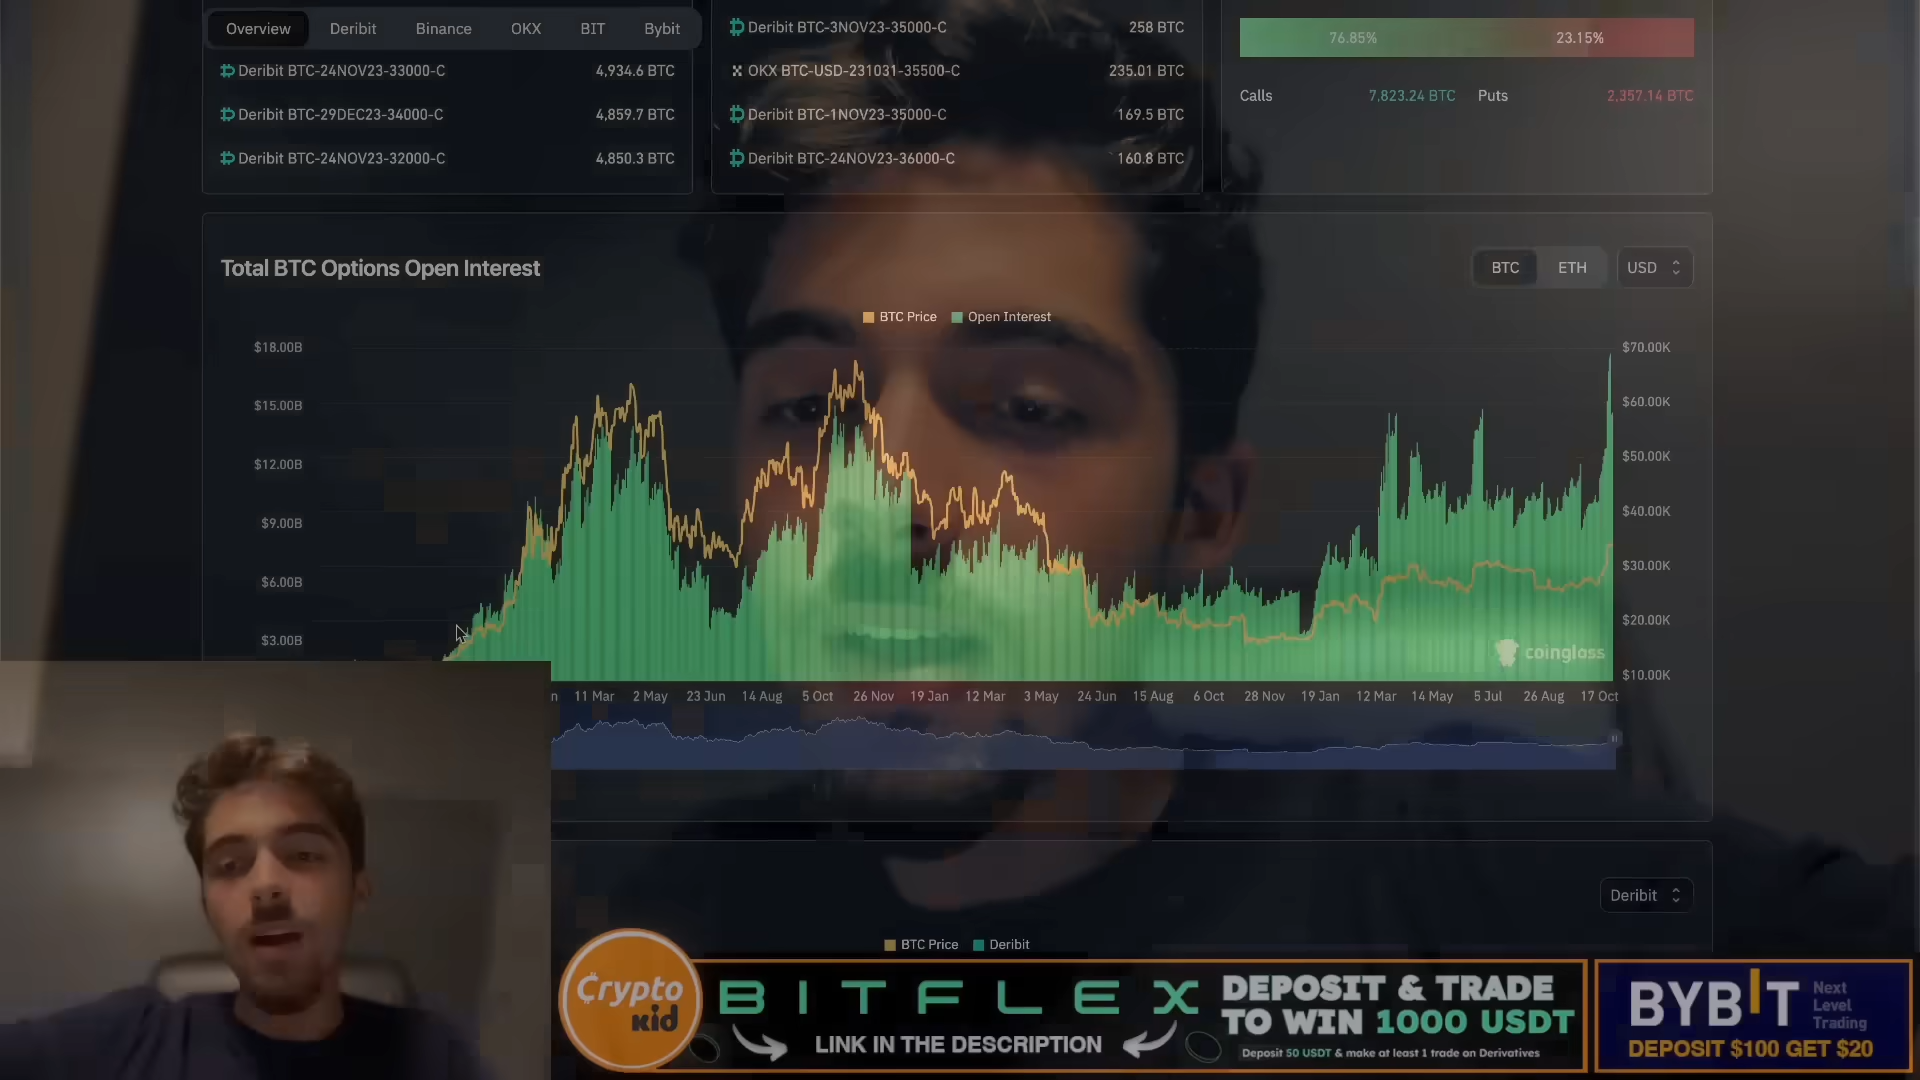 Overview Deribit Binance OKX BIT Bybit
Deribit BTC-24NOV23-33000-C 4,934.6 BTC
Deribit BTC-29DEC23-34000-C 4,859.7 BTC
Deribit BTC-24NOV23-32000-C 4,850.3 BTC
Deribit BTC-3NOV23-35000-C 258 BTC
OKX BTC-USD-231031-35500-C 235.01 BTC
Deribit BTC-1NOV23-35000-C 169.5 BTC
Deribit BTC-24NOV23-36000-C 160.8 BTC
76.85% 23.15%
Calls 7,823.24 BTC Puts 2,357.14 BTC
Total BTC Options Open Interest
BTC ETH USD
BTC Price Open Interest
$18.00B $70.00K
$15.00B $60.00K
$12.00B $50.00K
$9.00B $40.00K
$6.00B $30.00K
$3.00B $20.00K
$10.00K
coinglass
n 11 Mar 2 May 23 Jun 14 Aug 5 Oct 26 Nov 19 Jan 12 Mar 3 May 24 Jun 15 Aug 6 Oct 28 Nov 19 Jan 12 Mar 14 May 5 Jul 26 Aug 17 Oct
Deribit
BTC Price Deribit
Crypto
Kid
BITFLEX
LINK IN THE DESCRIPTION
DEPOSIT & TRADE
TO WIN 1000 USDT
Deposit 50 USDT & make at least 1 trade on Derivatives
BYBIT
Next
Level
Trading
DEPOSIT $100 GET $20